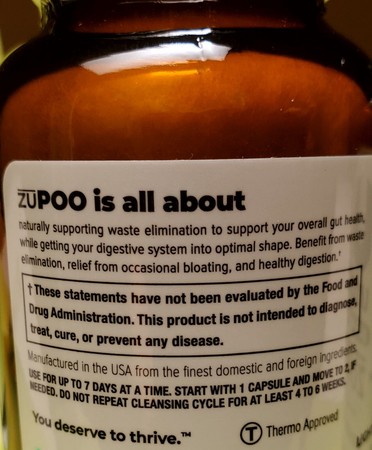 ZŪPOO is all about
naturally supporting waste elimination to support your overall gut health,
while getting your digestive system into optimal shape. Benefit from waste
elimination, relief from occasional bloating, and healthy digestion.†
† These statements have not been evaluated by the Food and
Drug Administration. This product is not intended to diagnose,
treat, cure, or prevent any disease.
Manufactured in the USA from the finest domestic and foreign ingredients.
USE FOR UP TO 7 DAYS AT A TIME. START WITH 1 CAPSULE AND MOVE TO 2, IF
NEEDED. DO NOT REPEAT CLEANSING CYCLE FOR AT LEAST 4 TO 6 WEEKS.
You deserve to thrive.™
T Thermo Approved